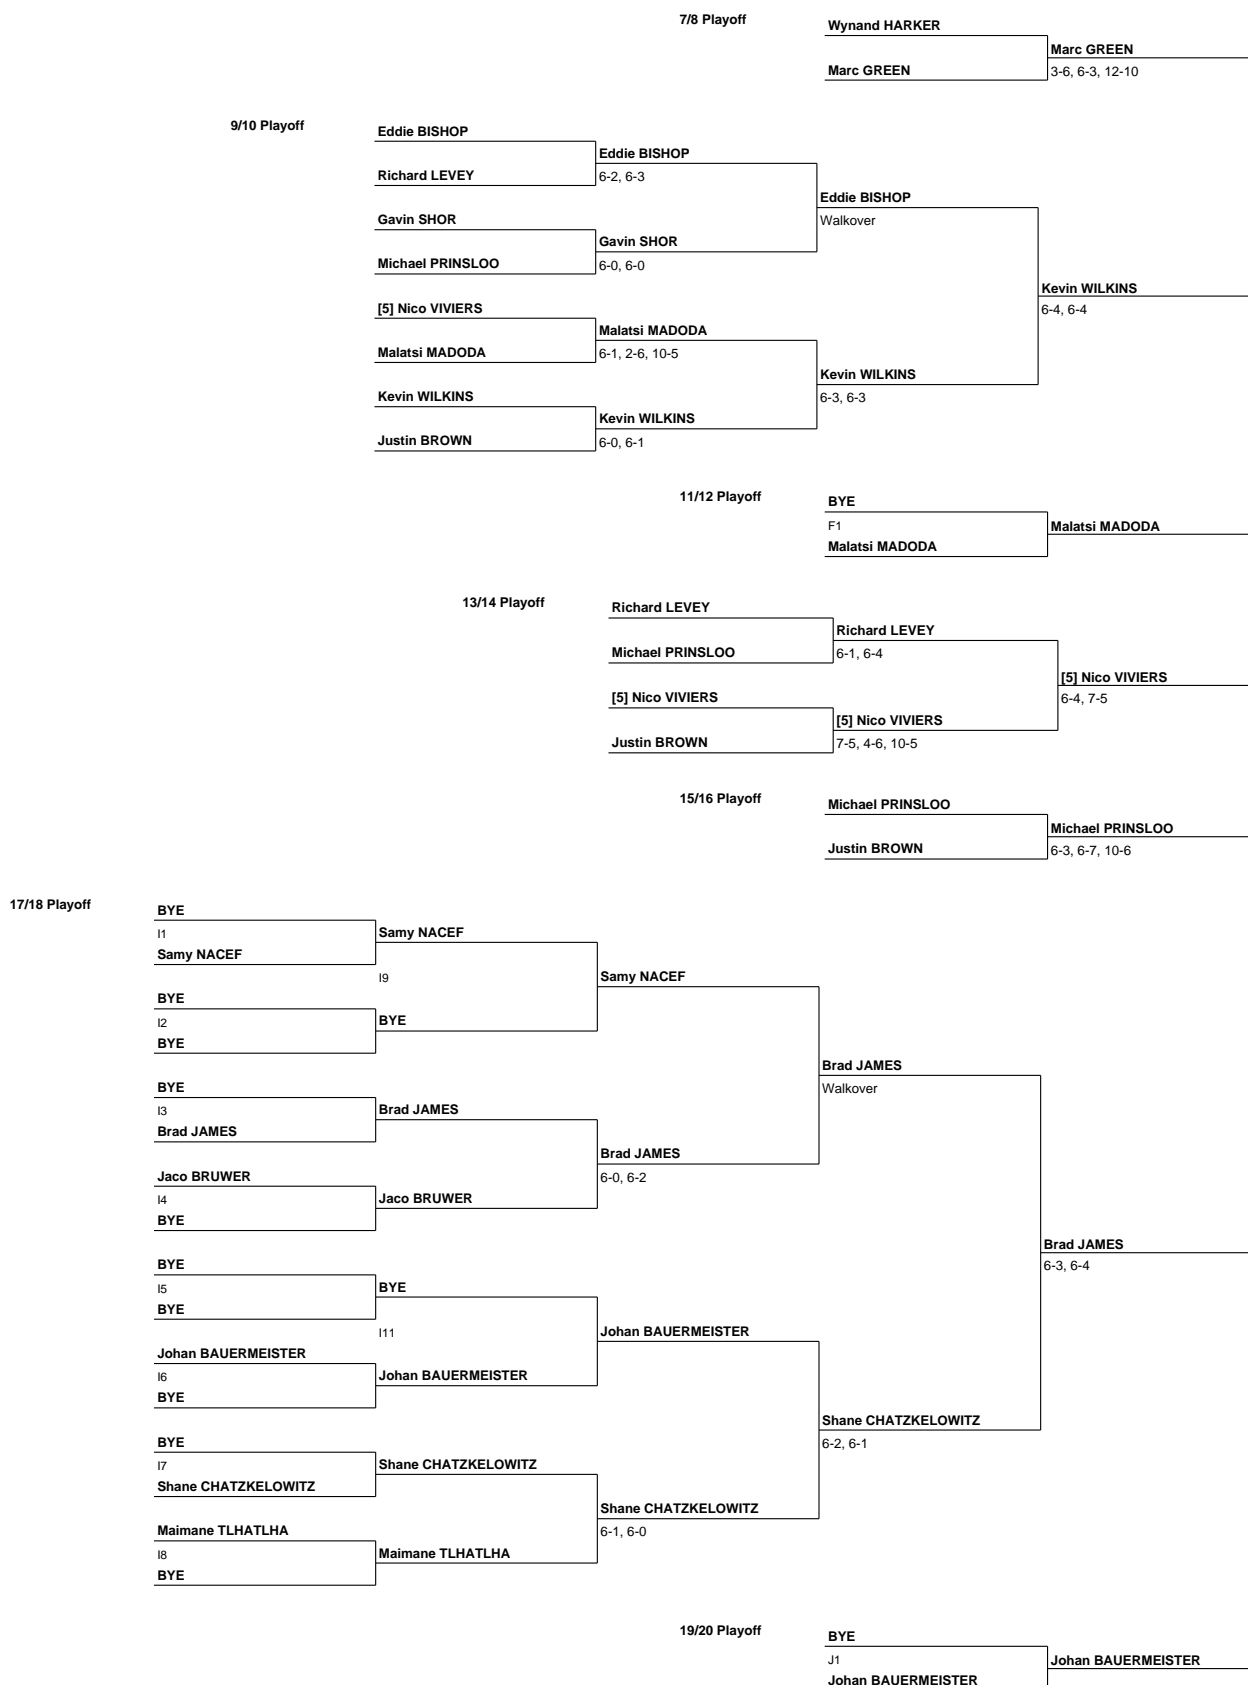 7/8 Playoff
Wynand HARKER
Marc GREEN
Marc GREEN
3-6, 6-3, 12-10
9/10 Playoff
Eddie BISHOP
Eddie BISHOP
Richard LEVEY
6-2, 6-3
Eddie BISHOP
Gavin SHOR
Walkover
Gavin SHOR
Michael PRINSLOO
6-0, 6-0
Kevin WILKINS
[5] Nico VIVIERS
6-4, 6-4
Malatsi MADODA
Malatsi MADODA
6-1, 2-6, 10-5
Kevin WILKINS
Kevin WILKINS
6-3, 6-3
Kevin WILKINS
Justin BROWN
6-0, 6-1
11/12 Playoff
BYE
F1
Malatsi MADODA
Malatsi MADODA
13/14 Playoff
Richard LEVEY
Richard LEVEY
Michael PRINSLOO
6-1, 6-4
[5] Nico VIVIERS
[5] Nico VIVIERS
6-4, 7-5
[5] Nico VIVIERS
Justin BROWN
7-5, 4-6, 10-5
15/16 Playoff
Michael PRINSLOO
Michael PRINSLOO
Justin BROWN
6-3, 6-7, 10-6
17/18 Playoff
BYE
I1
Samy NACEF
Samy NACEF
I9
Samy NACEF
BYE
I2
BYE
BYE
Brad JAMES
BYE
Walkover
I3
Brad JAMES
Brad JAMES
Brad JAMES
Jaco BRUWER
6-0, 6-2
I4
Jaco BRUWER
BYE
Brad JAMES
BYE
6-3, 6-4
I5
BYE
BYE
I11
Johan BAUERMEISTER
Johan BAUERMEISTER
I6
Johan BAUERMEISTER
BYE
Shane CHATZKELOWITZ
BYE
6-2, 6-1
I7
Shane CHATZKELOWITZ
Shane CHATZKELOWITZ
Shane CHATZKELOWITZ
Maimane TLHATLHA
6-1, 6-0
I8
Maimane TLHATLHA
BYE
19/20 Playoff
BYE
J1
Johan BAUERMEISTER
Johan BAUERMEISTER